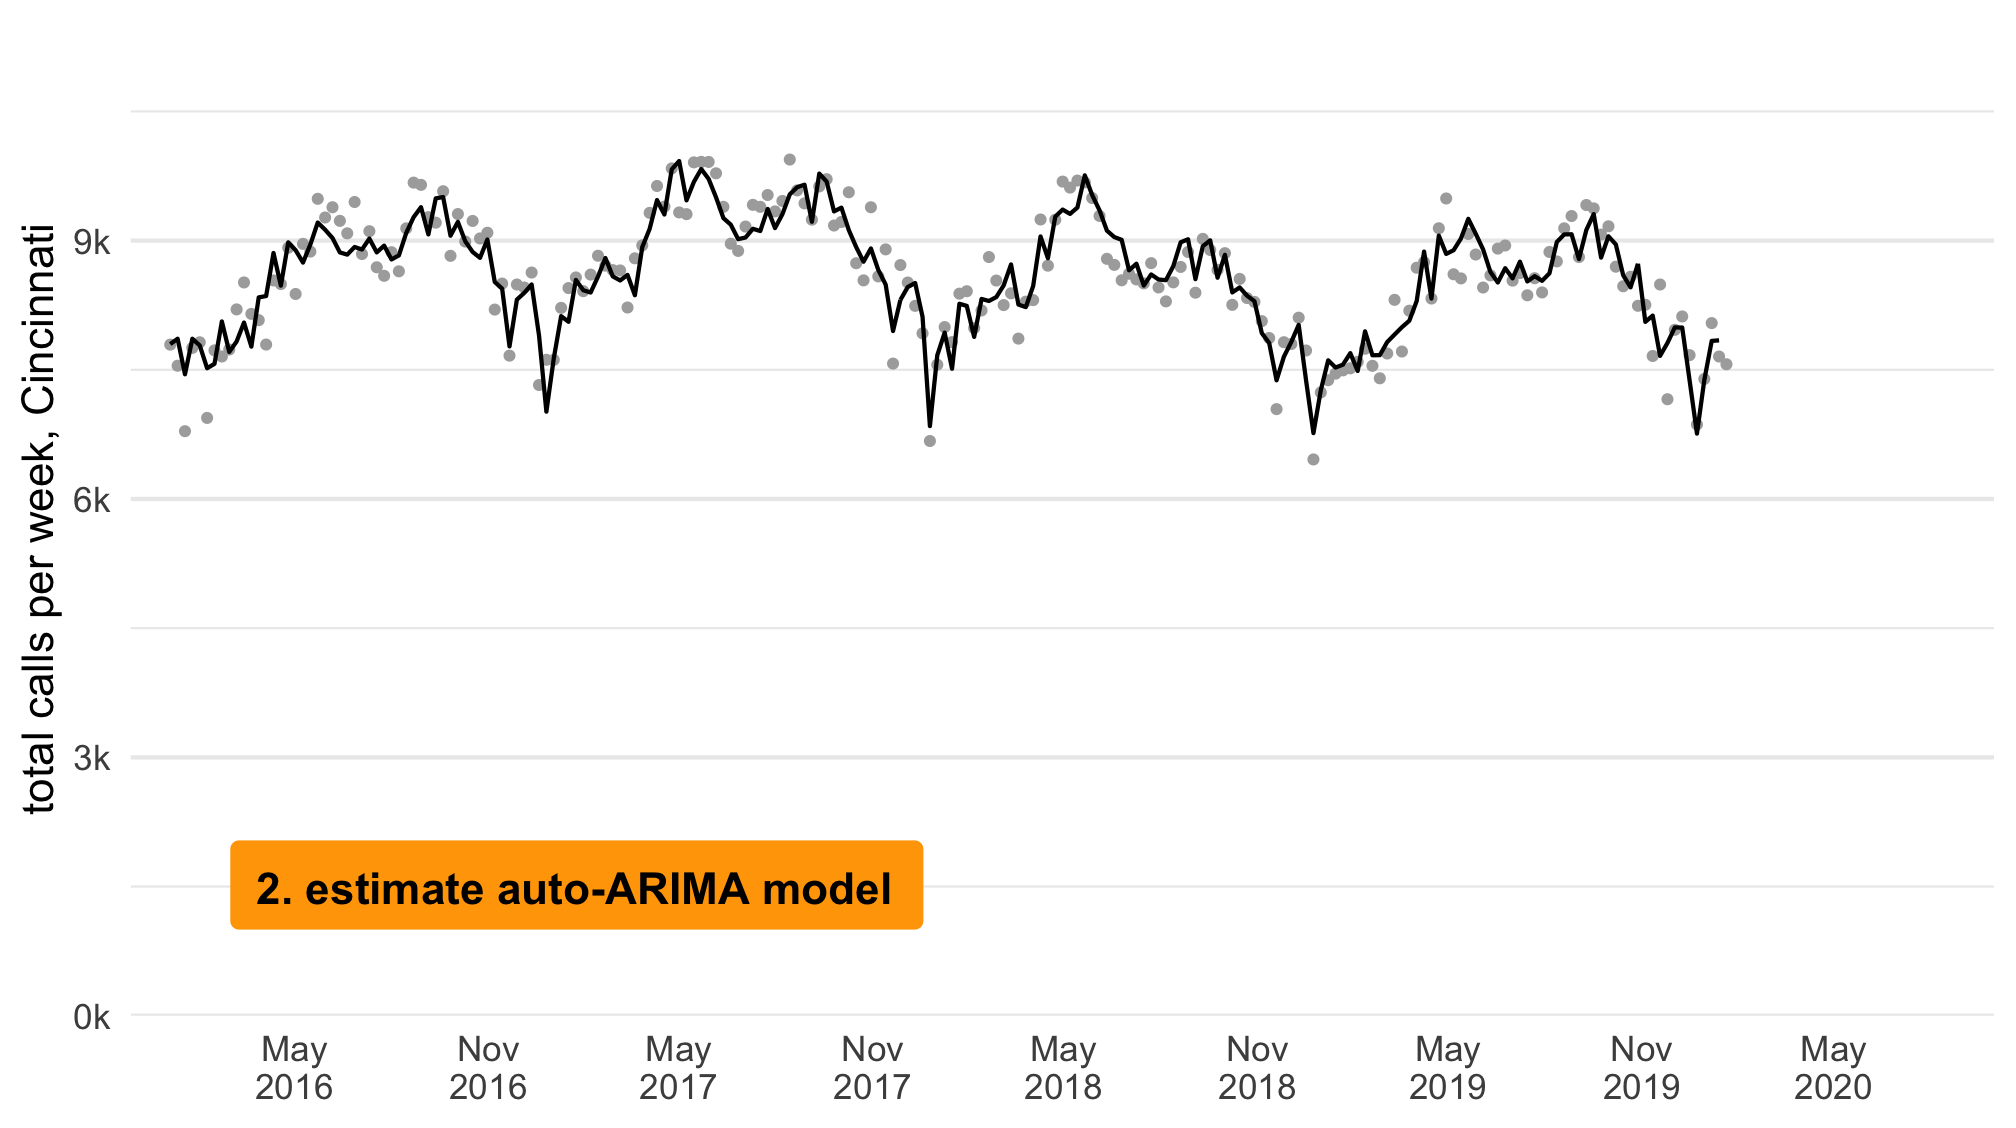 total calls per week, Cincinnati
9k
6k
3k
0k
2. estimate auto-ARIMA model
May
2016
Nov
2016
May
2017
Nov
2017
May
2018
Nov
2018
May
2019
Nov
2019
May
2020